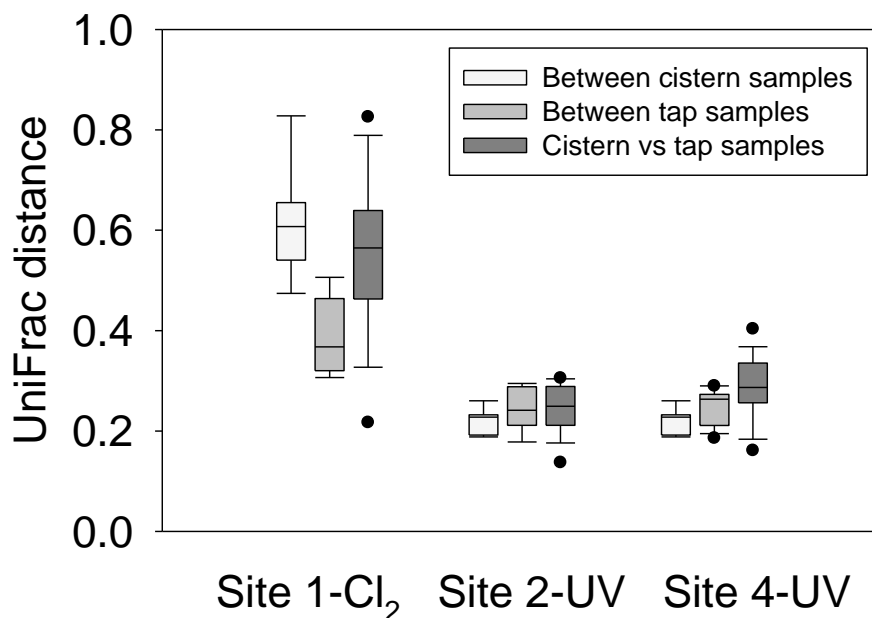 1.0
0.8
0.6
0.4
0.2
0.0
UniFrac distance
Between cistern samples
Between tap samples
Cistern vs tap samples
Site 1-Cl₂ Site 2-UV Site 4-UV